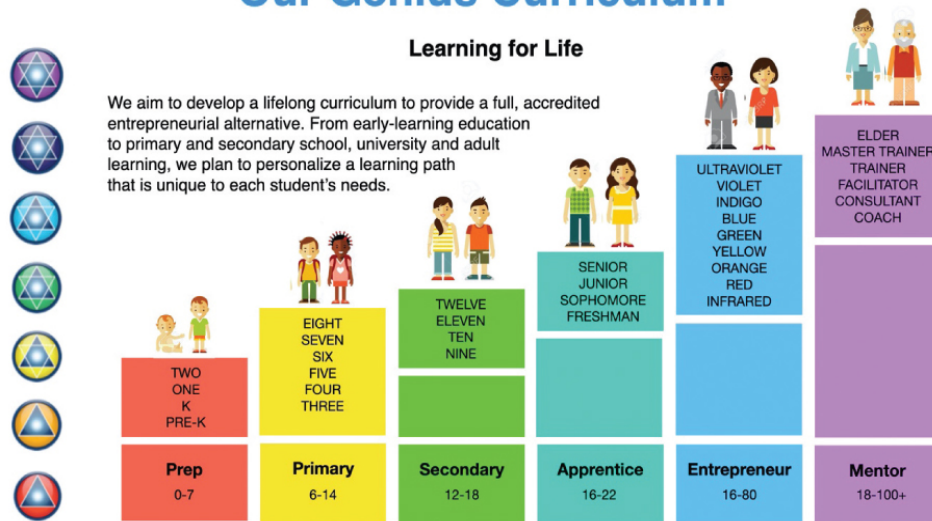 Our Genius Curriculum
Learning for Life
We aim to develop a lifelong curriculum to provide a full, accredited
entrepreneurial alternative. From early-learning education
to primary and secondary school, university and adult
learning, we plan to personalize a learning path
that is unique to each student's needs.
TWO
ONE
K
PRE-K
Prep
0-7
EIGHT
SEVEN
SIX
FIVE
FOUR
THREE
Primary
6-14
TWELVE
ELEVEN
TEN
NINE
Secondary
12-18
SENIOR
JUNIOR
SOPHOMORE
FRESHMAN
Apprentice
16-22
ULTRAVIOLET
VIOLET
INDIGO
BLUE
GREEN
YELLOW
ORANGE
RED
INFRARED
Entrepreneur
16-80
ELDER
MASTER TRAINER
TRAINER
FACILITATOR
CONSULTANT
COACH
Mentor
18-100+